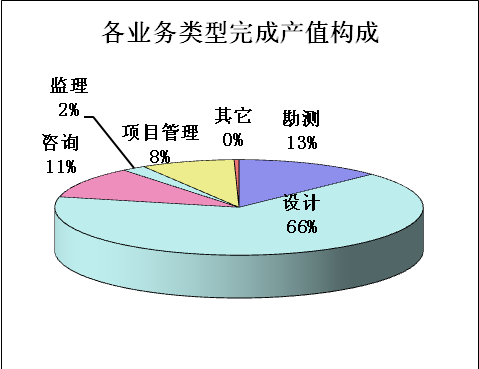 各业务类型完成产值构成
监理
2%
咨询
11%
项目管理
8%
其它
0%
勘测
13%
设计
66%